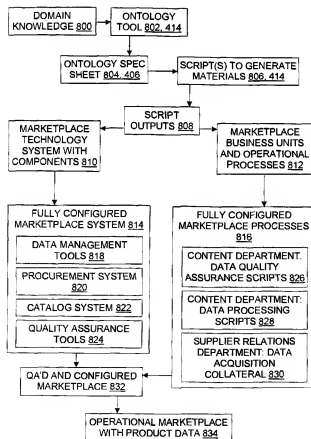 DOMAIN
KNOWLEDGE 800
ONTOLOGY
TOOL 802, 414
ONTOLOGY SPEC
SHEET 804, 406
SCRIPT(S) TO GENERATE
MATERIALS 806, 414
SCRIPT
OUTPUTS 808
MARKETPLACE
TECHNOLOGY
SYSTEM WITH
COMPONENTS 810
MARKETPLACE
BUSINESS UNITS
AND OPERATIONAL
PROCESSES 812
FULLY CONFIGURED
MARKETPLACE SYSTEM 814
DATA MANAGEMENT
TOOLS 818
PROCUREMENT SYSTEM
820
CATALOG SYSTEM 822
QUALITY ASSURANCE
TOOLS 824
FULLY CONFIGURED
MARKETPLACE PROCESSES
816
CONTENT DEPARTMENT:
DATA QUALITY
ASSURANCE SCRIPTS 826
CONTENT DEPARTMENT:
DATA PROCESSING
SCRIPTS 828
SUPPLIER RELATIONS
DEPARTMENT: DATA
ACQUISITION
COLLATERAL 830
QA'D AND CONFIGURED
MARKETPLACE 832
OPERATIONAL MARKETPLACE
WITH PRODUCT DATA 834